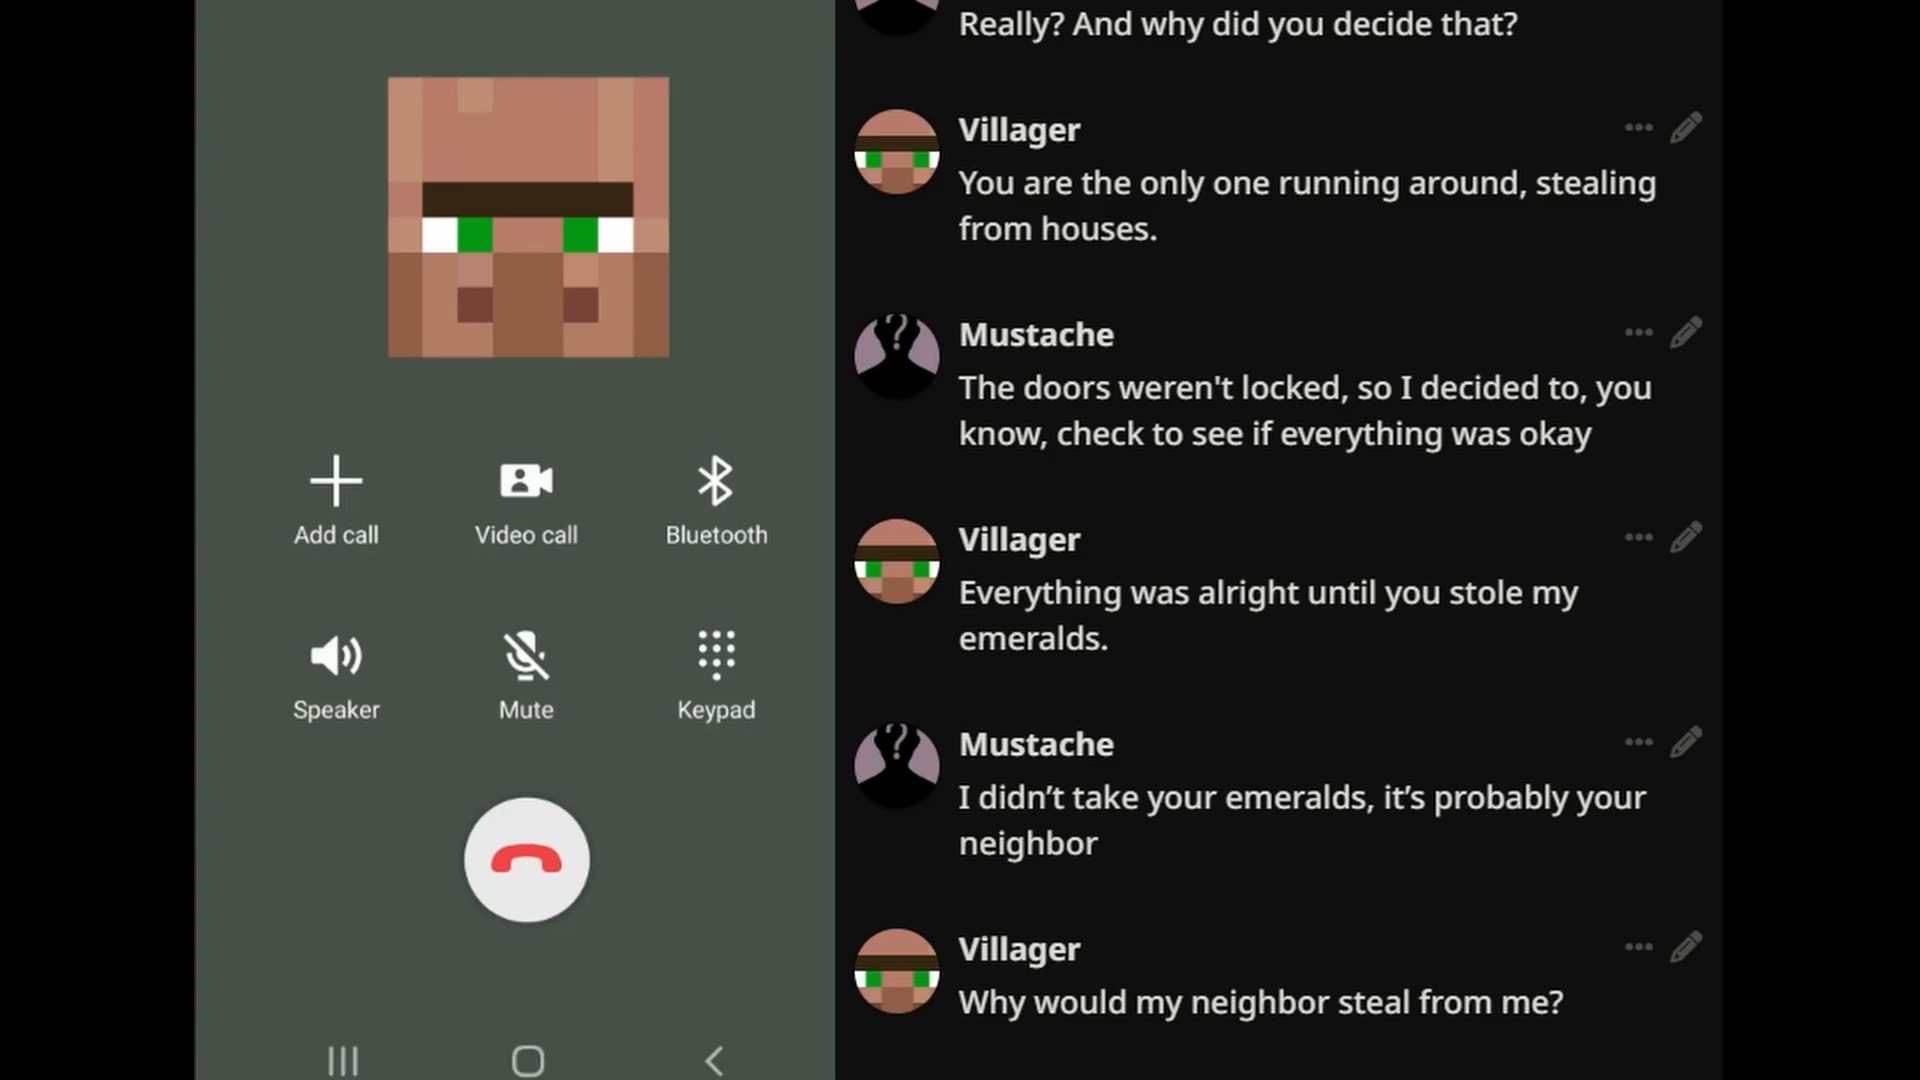 Add call
Video call
Bluetooth
Speaker
Mute
Keypad
Really? And why did you decide that?
Villager
You are the only one running around, stealing
from houses.
Mustache
The doors weren't locked, so I decided to, you
know, check to see if everything was okay
Villager
Everything was alright until you stole my
emeralds.
Mustache
I didn’t take your emeralds, it’s probably your
neighbor
Villager
Why would my neighbor steal from me?